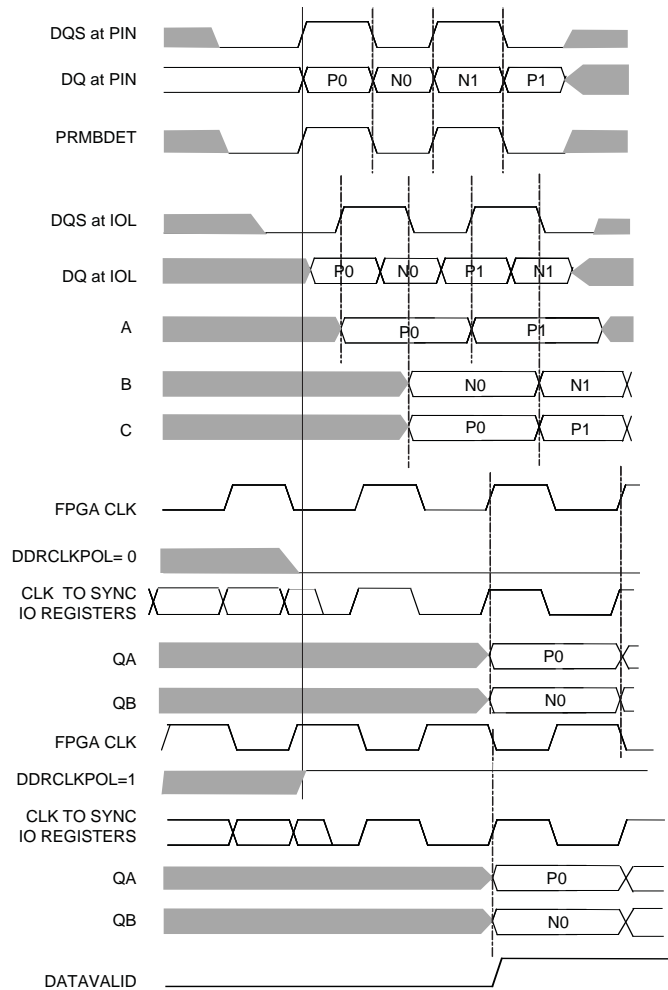 DQS at PIN
DQ at PIN P0 N0 N1 P1
PRMBDET
DQS at IOL
DQ at IOL P0 N0 P1 N1
A P0 P1
B N0 N1
C P0 P1
FPGA CLK
DDRCLKPOL= 0
CLK TO SYNC
IO REGISTERS
QA P0
QB N0
FPGA CLK
DDRCLKPOL=1
CLK TO SYNC
IO REGISTERS
QA P0
QB N0
DATAVALID